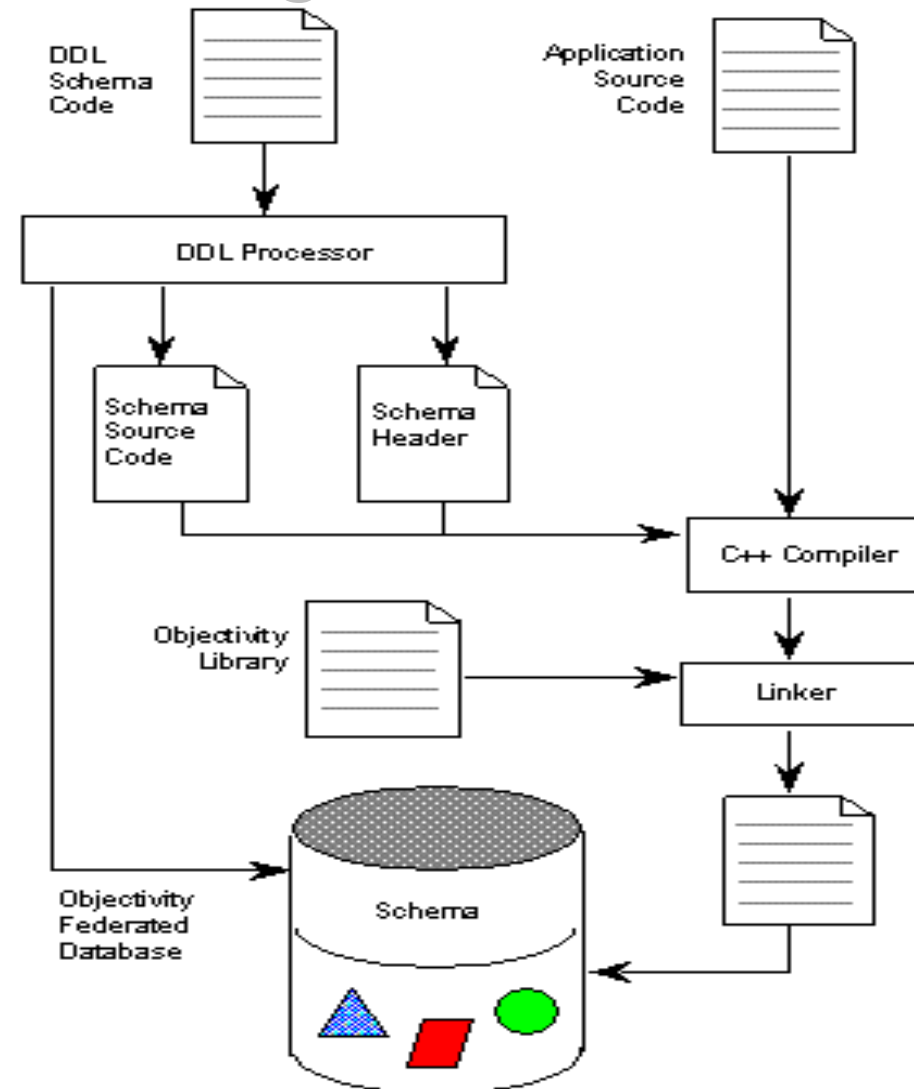 DDL
Schema
Code
Application
Source
Code
DDL Processor
Schema
Source
Code
Schema
Header
C++ Compiler
Objectivity
Library
Linker
Objectivity
Federated
Database
Schema